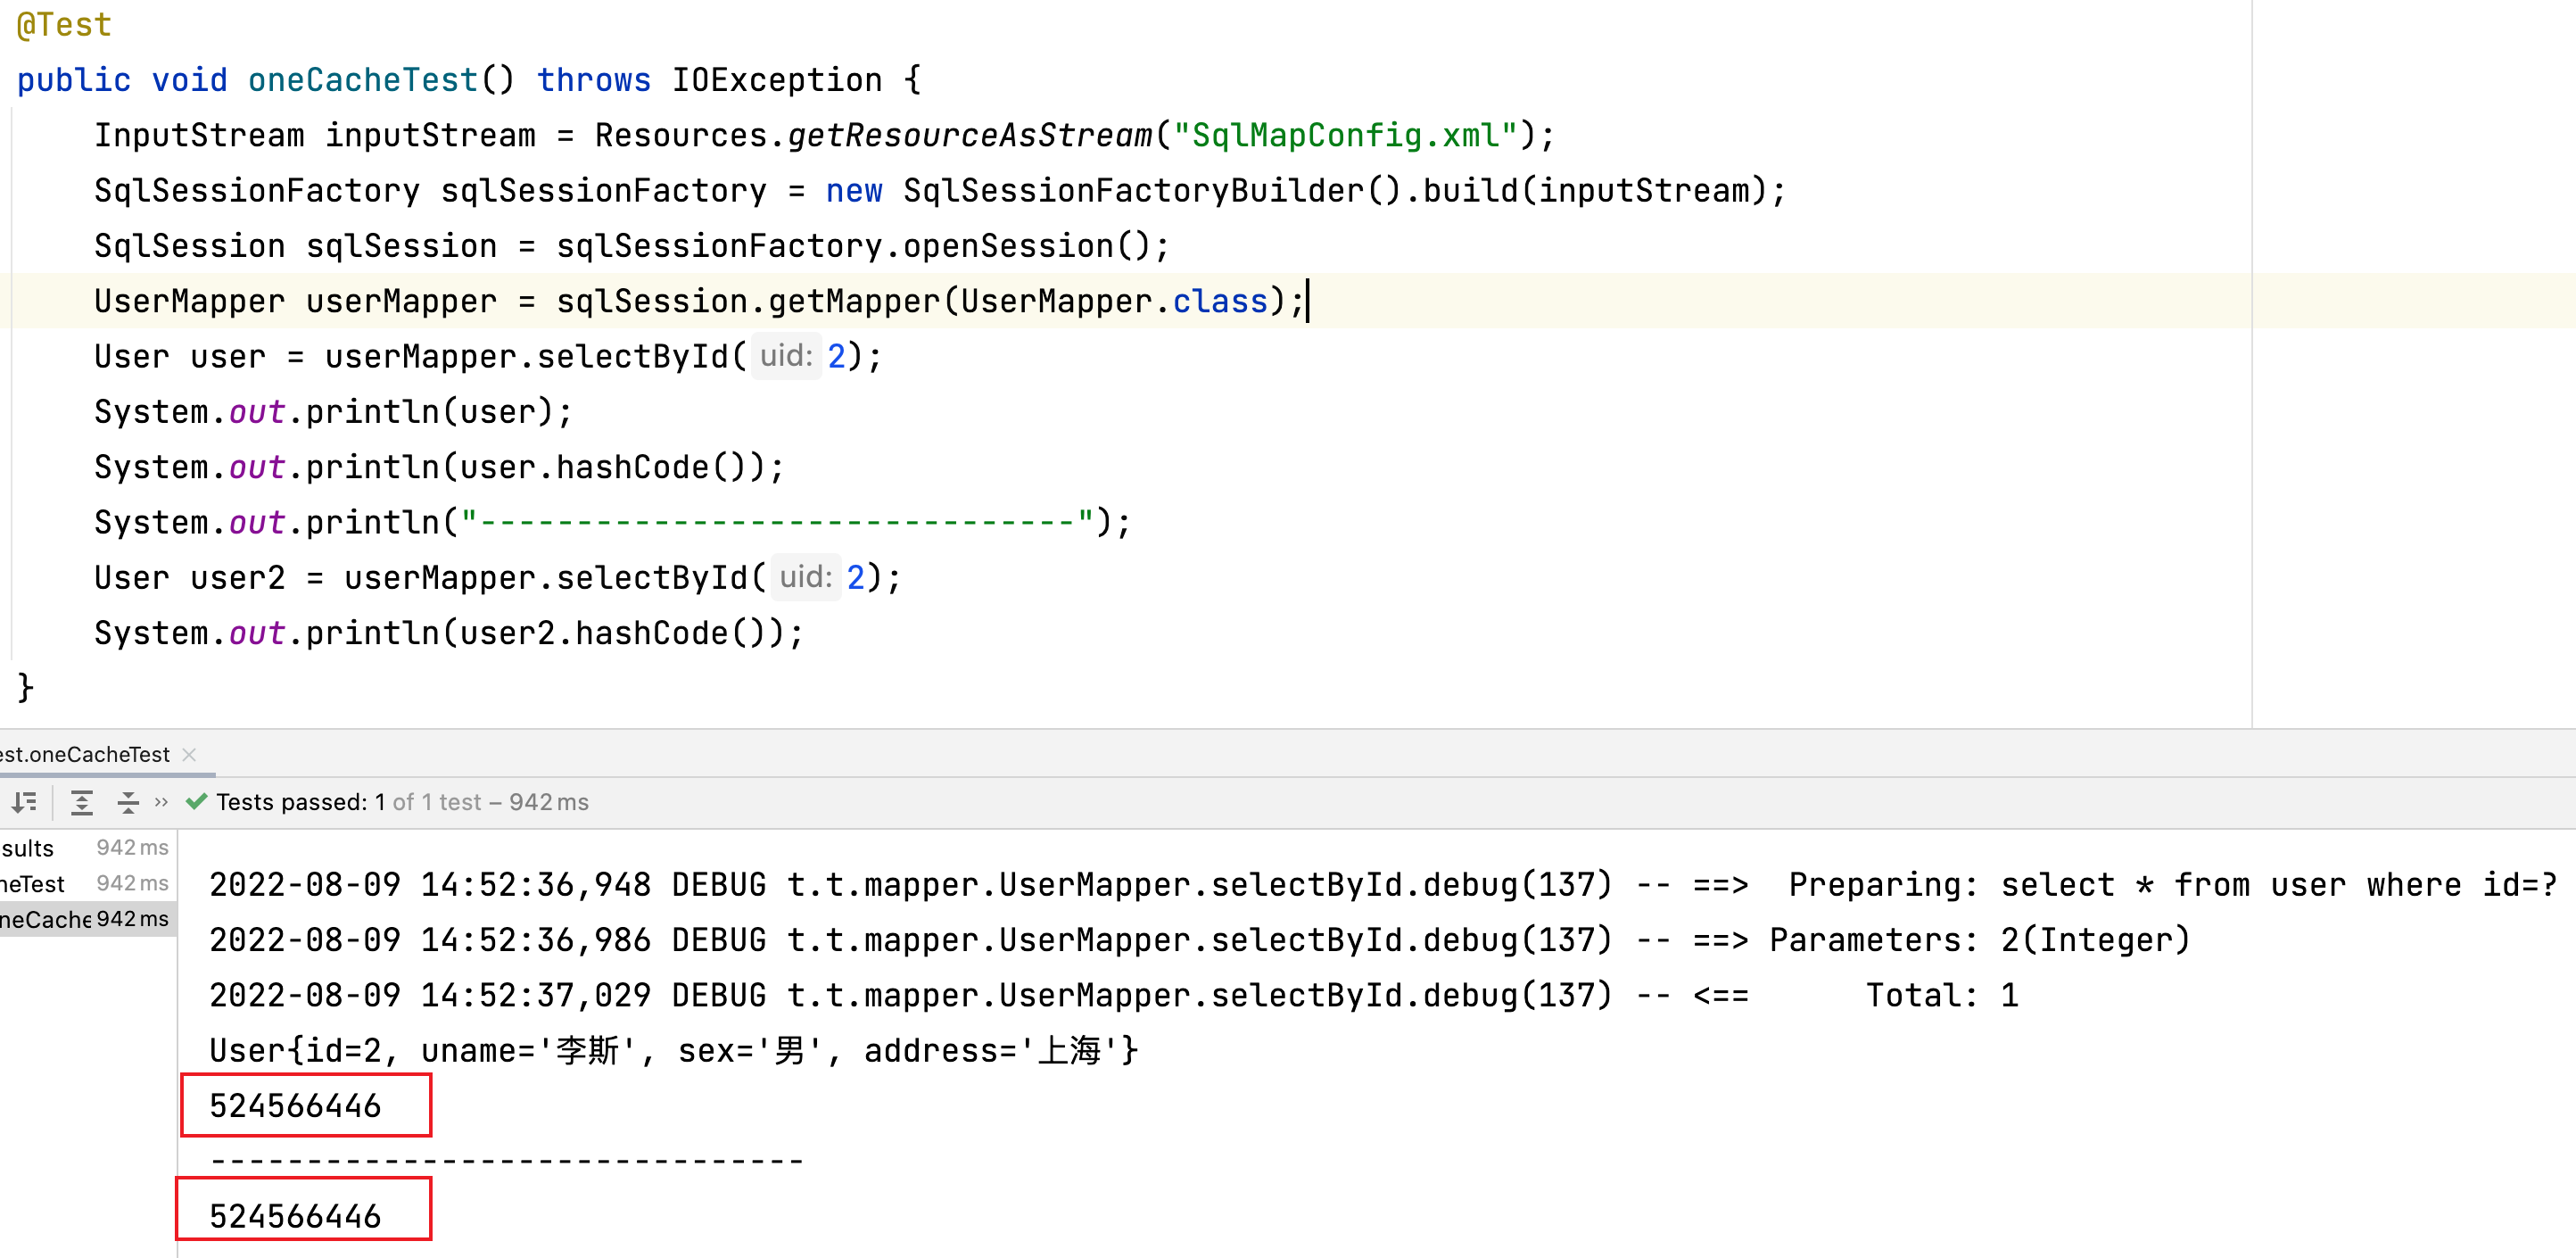 @Test
public void oneCacheTest() throws IOException {
    InputStream inputStream = Resources.getResourceAsStream("SqlMapConfig.xml");
    SqlSessionFactory sqlSessionFactory = new SqlSessionFactoryBuilder().build(inputStream);
    SqlSession sqlSession = sqlSessionFactory.openSession();
    UserMapper userMapper = sqlSession.getMapper(UserMapper.class);
    User user = userMapper.selectById( uid: 2);
    System.out.println(user);
    System.out.println(user.hashCode());
    System.out.println("-------------------------------");
    User user2 = userMapper.selectById( uid: 2);
    System.out.println(user2.hashCode());
}
est.oneCacheTest
Tests passed: 1 of 1 test – 942 ms
sults 942 ms
heTest 942 ms
neCache 942 ms
2022-08-09 14:52:36,948 DEBUG t.t.mapper.UserMapper.selectById.debug(137) -- ==>  Preparing: select * from user where id=?
2022-08-09 14:52:36,986 DEBUG t.t.mapper.UserMapper.selectById.debug(137) -- ==> Parameters: 2(Integer)
2022-08-09 14:52:37,029 DEBUG t.t.mapper.UserMapper.selectById.debug(137) -- <==      Total: 1
User{id=2, uname='李斯', sex='男', address='上海'}
524566446
-------------------------------
524566446